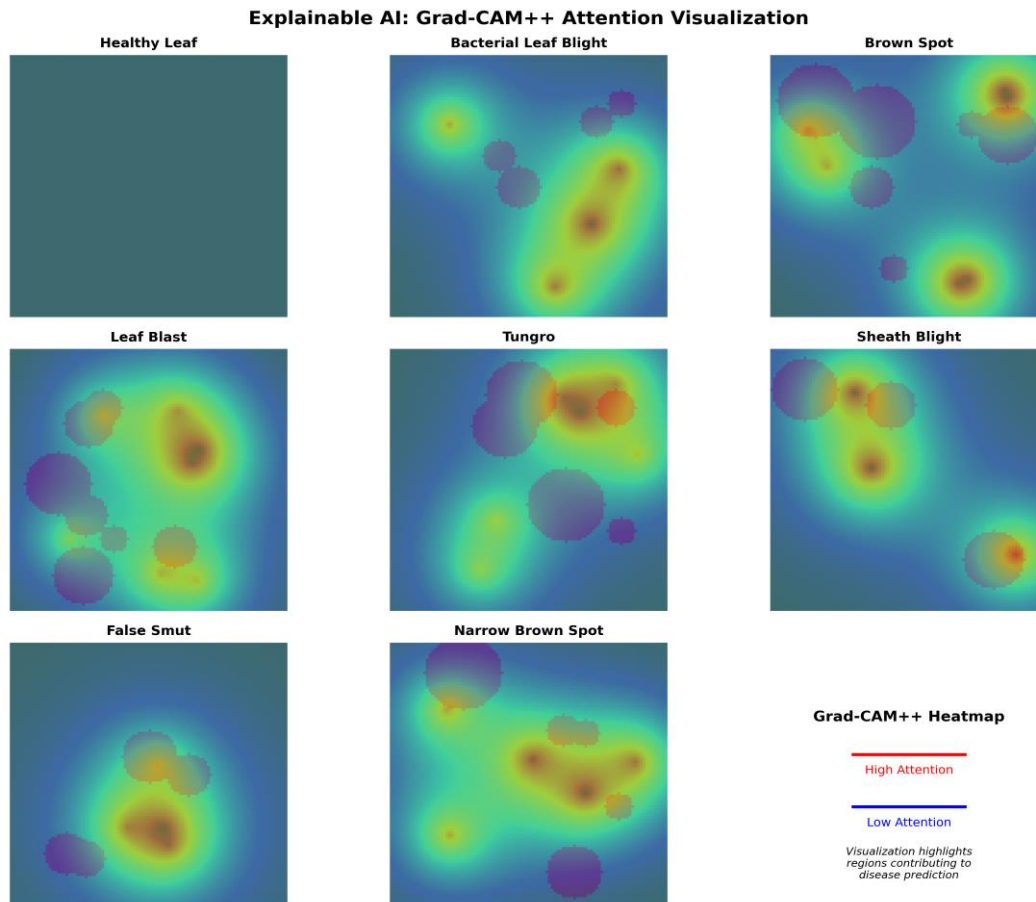 Explainable AI: Grad-CAM++ Attention Visualization
Healthy Leaf
Bacterial Leaf Blight
Brown Spot
Leaf Blast
Tungro
Sheath Blight
False Smut
Narrow Brown Spot
Grad-CAM++ Heatmap
High Attention
Low Attention
Visualization highlights
regions contributing to
disease prediction